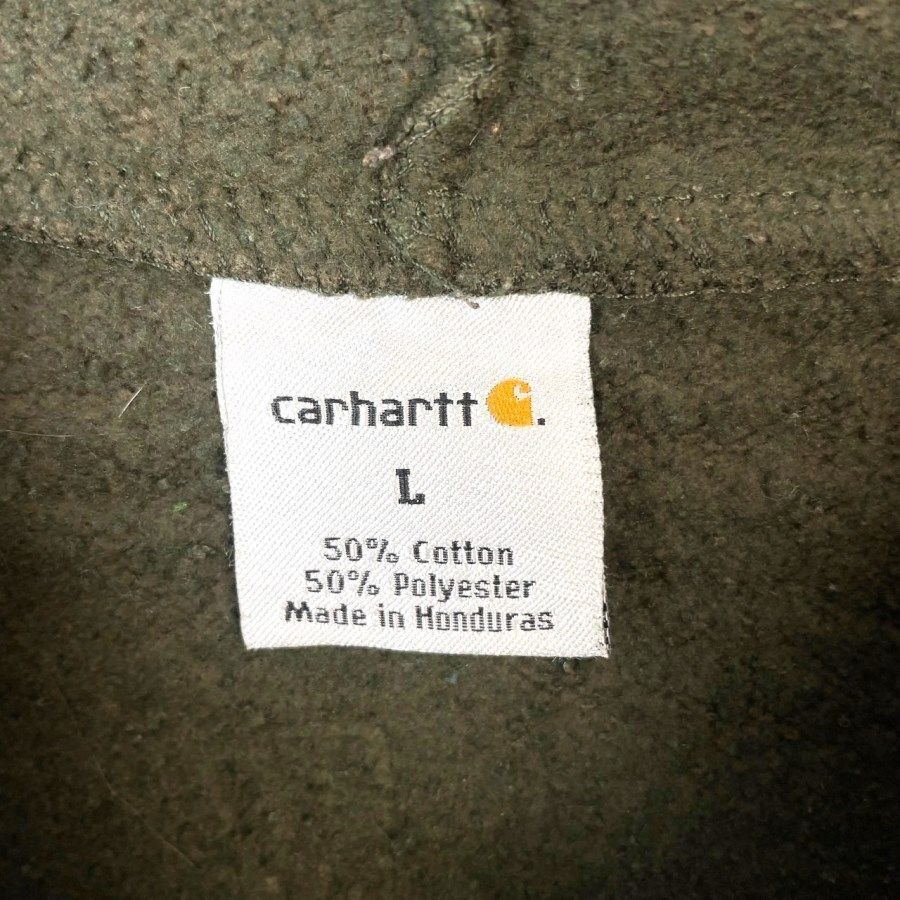 carhartt
L
50% Cotton
50% Polyester
Made in Honduras